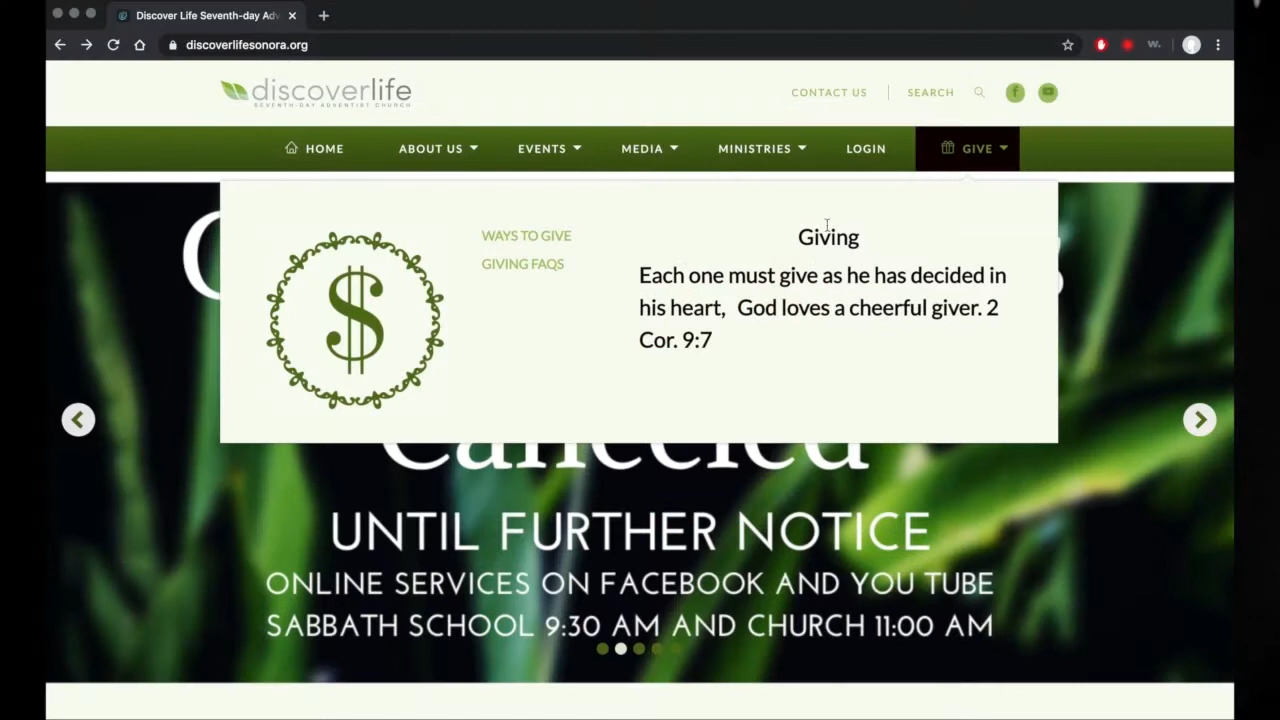 Discover Life Seventh-day Adv
discoverlifesonora.org
discoverlife
SEVENTH-DAY ADVENTIST CHURCH
CONTACT US
SEARCH
HOME
ABOUT US
EVENTS
MEDIA
MINISTRIES
LOGIN
GIVE
WAYS TO GIVE
GIVING FAQS
Giving
Each one must give as he has decided in
his heart, God loves a cheerful giver. 2
Cor. 9:7
Canceled
UNTIL FURTHER NOTICE
ONLINE SERVICES ON FACEBOOK AND YOU TUBE
SABBATH SCHOOL 9:30 AM AND CHURCH 11:00 AM